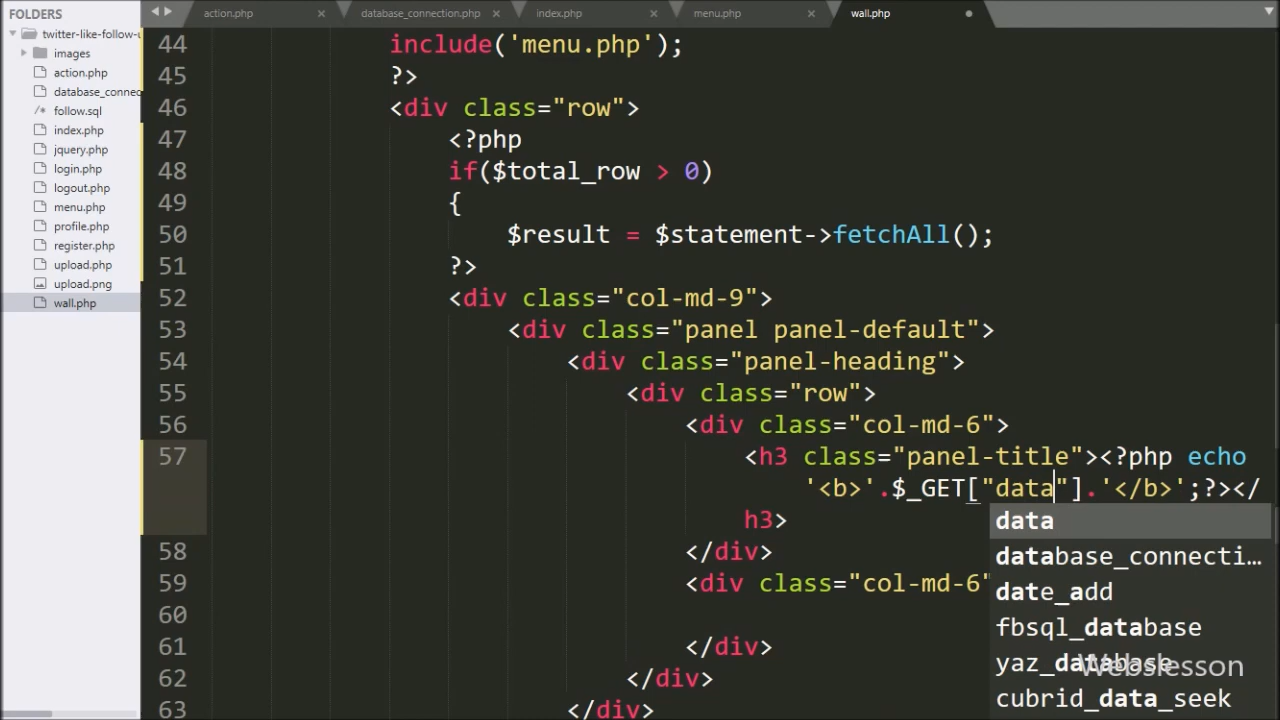 FOLDERS
twitter-like-follow-u
images
action.php
database_connec
/* follow.sql
index.php
jquery.php
login.php
logout.php
menu.php
profile.php
register.php
upload.php
upload.png
wall.php
action.php × database_connection.php × index.php × menu.php × wall.php
44 include('menu.php');
45 ?>
46 <div class="row">
47 <?php
48 if($total_row > 0)
49 {
50 $result = $statement->fetchAll();
51 ?>
52 <div class="col-md-9">
53 <div class="panel panel-default">
54 <div class="panel-heading">
55 <div class="row">
56 <div class="col-md-6">
57 <h3 class="panel-title"><?php echo
'<b>'.$_GET["data"].'</b>';?></
h3>
58 </div>
59 <div class="col-md-6"
60
61 </div>
62 </div>
63 </div>
data
database_connecti...
date_add
fbsql_database
yaz_database
cubrid_data_seek
Webslesson